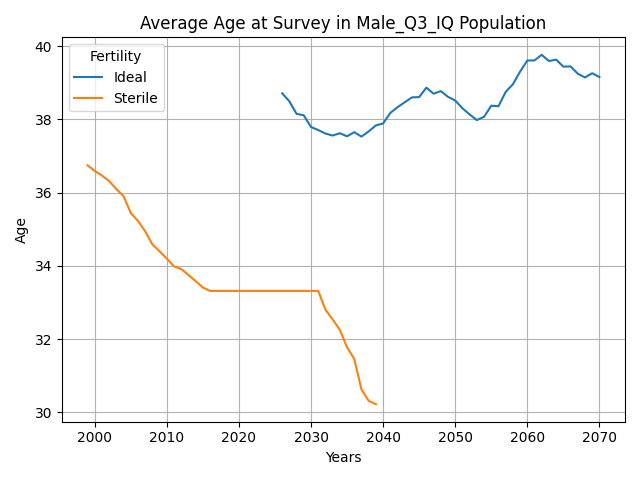 Average Age at Survey in Male_Q3_IQ Population
Fertility
Ideal
Sterile
40
38
36
34
32
30
Age
2000 2010 2020 2030 2040 2050 2060 2070
Years